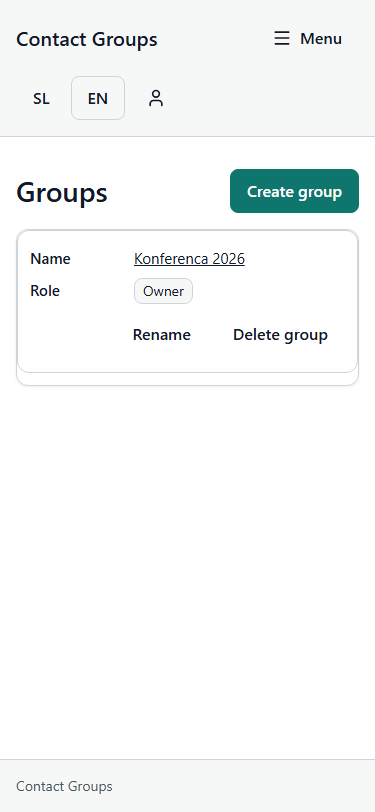 Contact Groups
Menu
SL
EN
Groups
Create group
Name
Konferenca 2026
Role
Owner
Rename
Delete group
Contact Groups